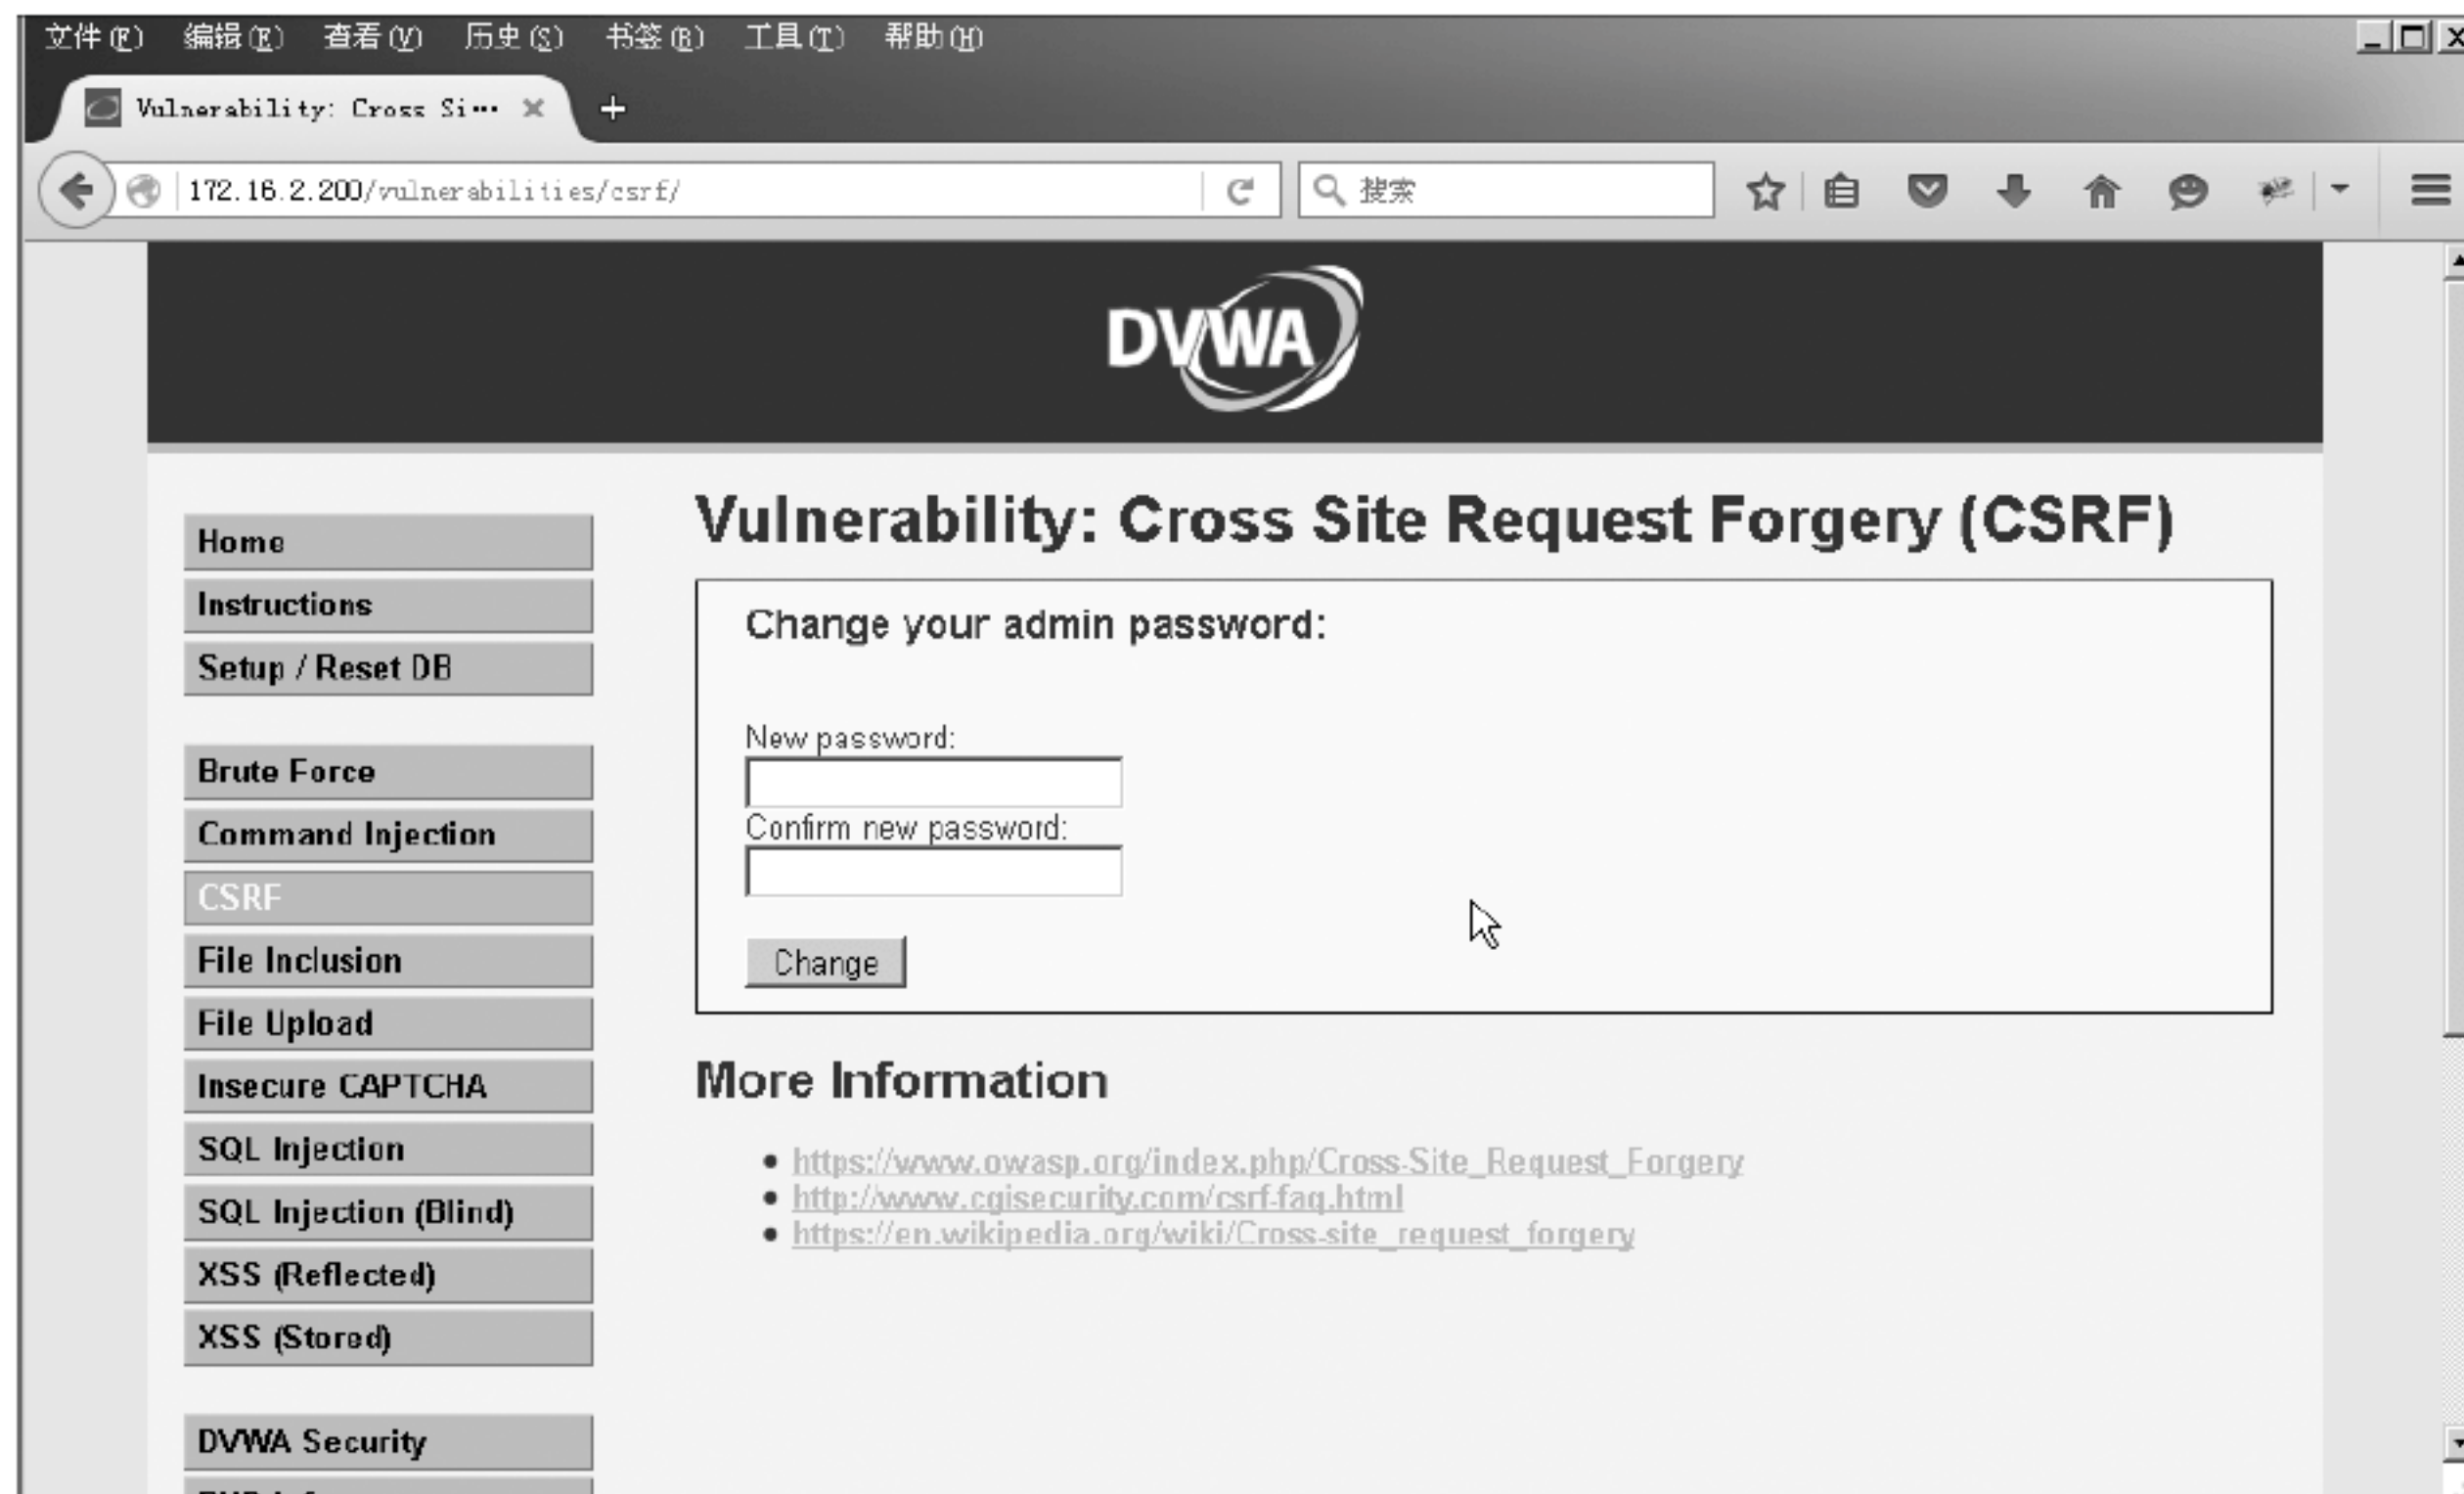 文件(F) 编辑(E) 查看(V) 历史(S) 书签(B) 工具(T) 帮助(H)
Vulnerability: Cross Si...
172.16.2.200/vulnerabilities/csrf/ 搜索
DVWA
Vulnerability: Cross Site Request Forgery (CSRF)
Home
Instructions
Setup / Reset DB
Brute Force
Command Injection
CSRF
File Inclusion
File Upload
Insecure CAPTCHA
SQL Injection
SQL Injection (Blind)
XSS (Reflected)
XSS (Stored)
DVWA Security
Change your admin password:
New password:
Confirm new password:
Change
More Information
https://www.owasp.org/index.php/Cross-Site_Request_Forgery
http://www.cgisecurity.com/csrf-faq.html
https://en.wikipedia.org/wiki/Cross-site_request_forgery